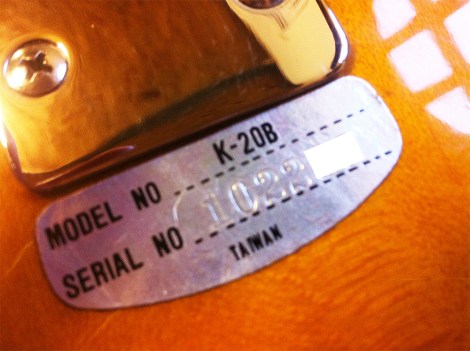 MODEL NO K-20B
SERIAL NO 1022
TAIWAN